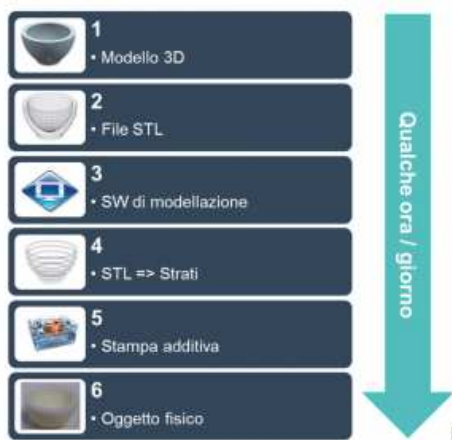 1
• Modello 3D
2
• File STL
3
• SW di modellazione
4
• STL => Strati
5
• Stampa additiva
6
• Oggetto fisico
Qualche ora / giorno